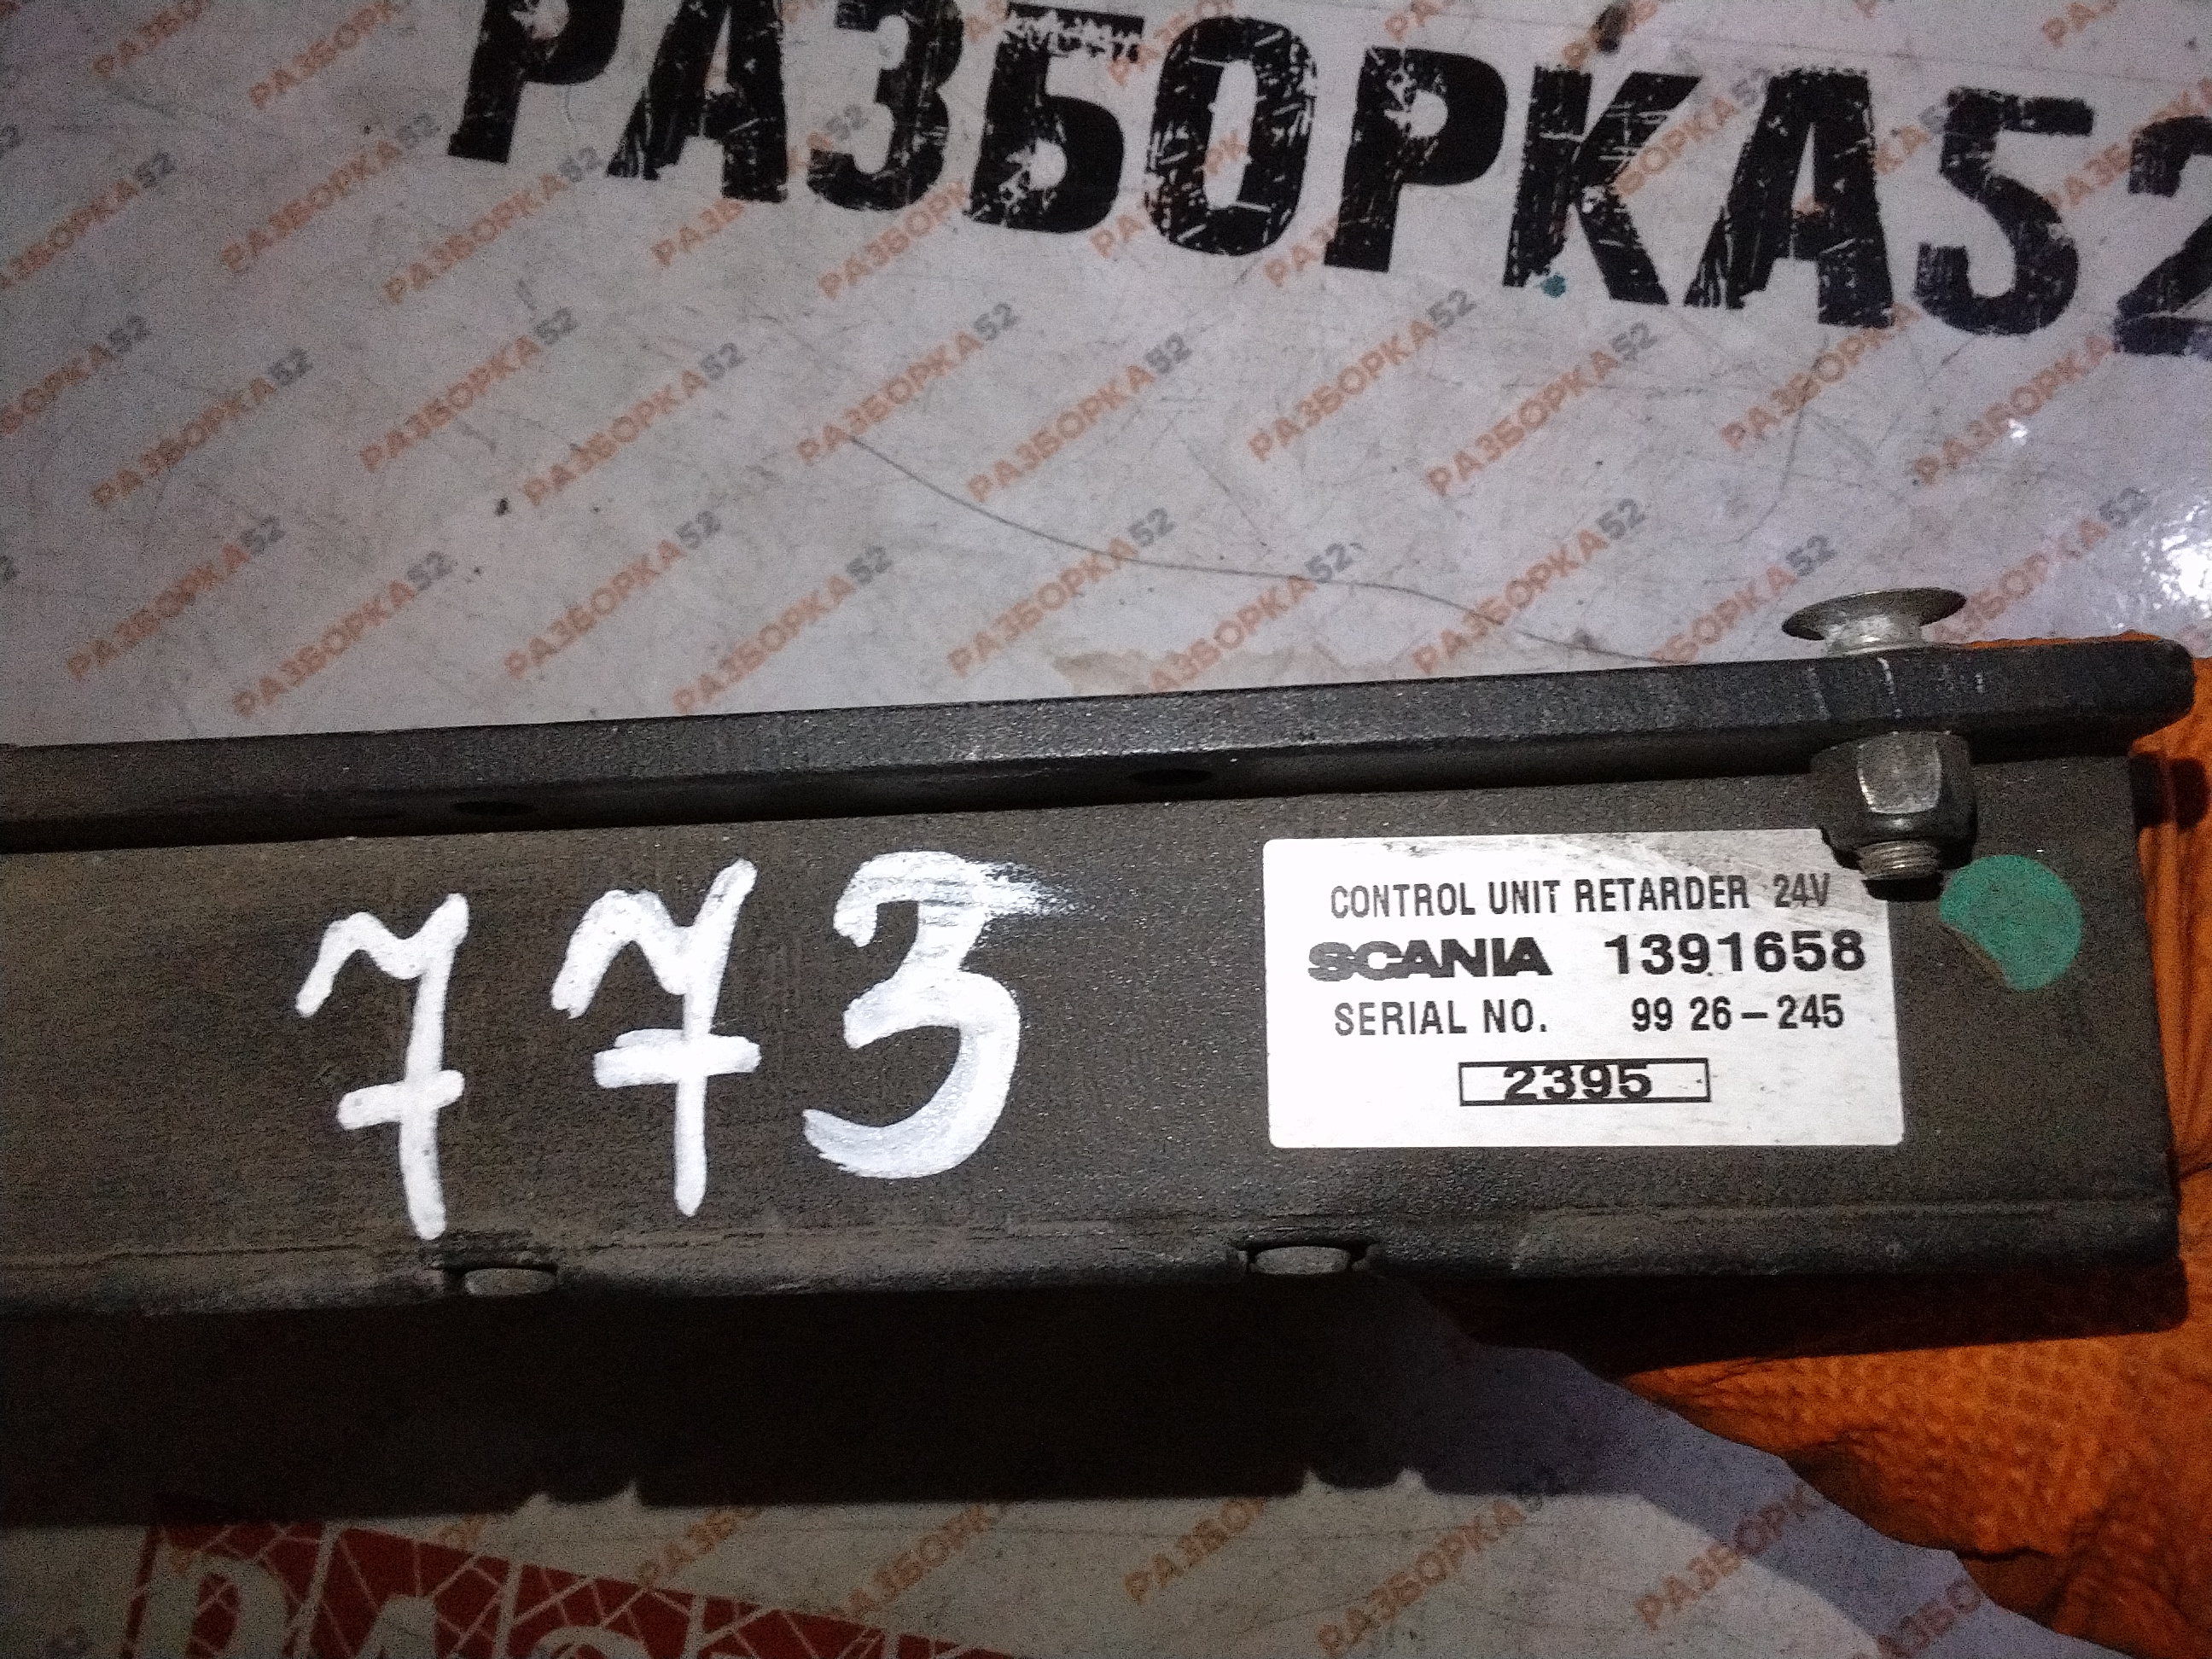 РАЗБОРКА52
773
CONTROL UNIT RETARDER 24V
SCANIA 1391658
SERIAL NO. 99 26-245
2395